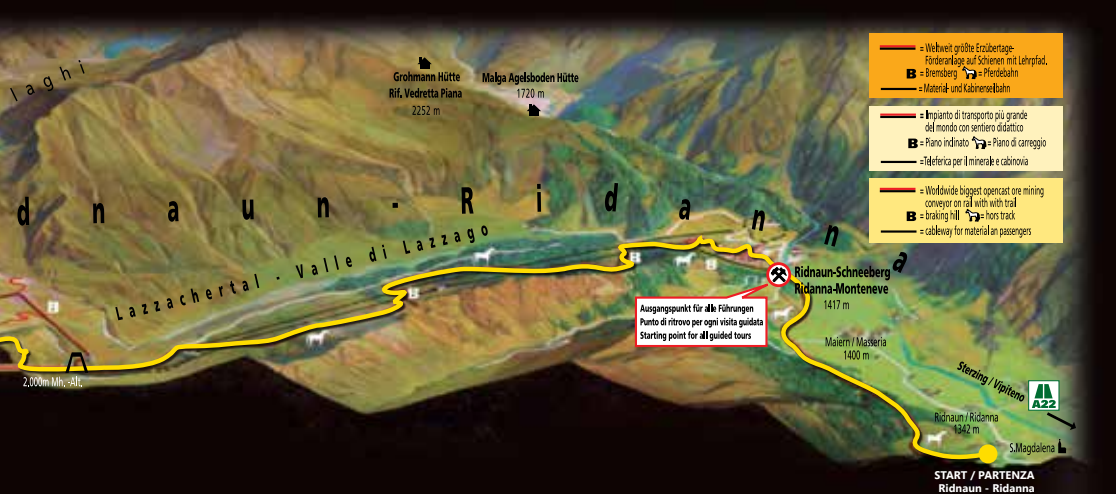 laghi
Grohmann Hütte
Rif. Vedretta Piana
2252 m
Malga Agelsboden Hütte
1720 m
= Weltweit größte Erzübertage-
Förderanlage auf Schienen mit Lehrpfad.
B = Bremsberg = Pferdebahn
= Material- und Kabinenseilbahn
= Impianto di transporto più grande
del mondo con sentiero didattico
B = Piano inclinato = Piano di carreggio
= Teleferica per il minerale e cabinovia
= Worldwide biggest opencast ore mining
conveyor on rail with with trail
B = braking hill = hors track
= cableway for material an passengers
dnaun - Ridanna
Lazzachertal - Valle di Lazzago
B
B
B
B
Ridnaun-Schneeberg
Ridanna-Monteneve
1417 m
Ausgangspunkt für alle Führungen
Punto di ritrovo per ogni visita guidata
Starting point for all guided tours
Maiern / Masseria
1400 m
2,000m Mh.-Alt.
Sterzing / Vipiteno
A22
Ridnaun / Ridanna
1342 m
S.Magdalena
START / PARTENZA
Ridnaun - Ridanna